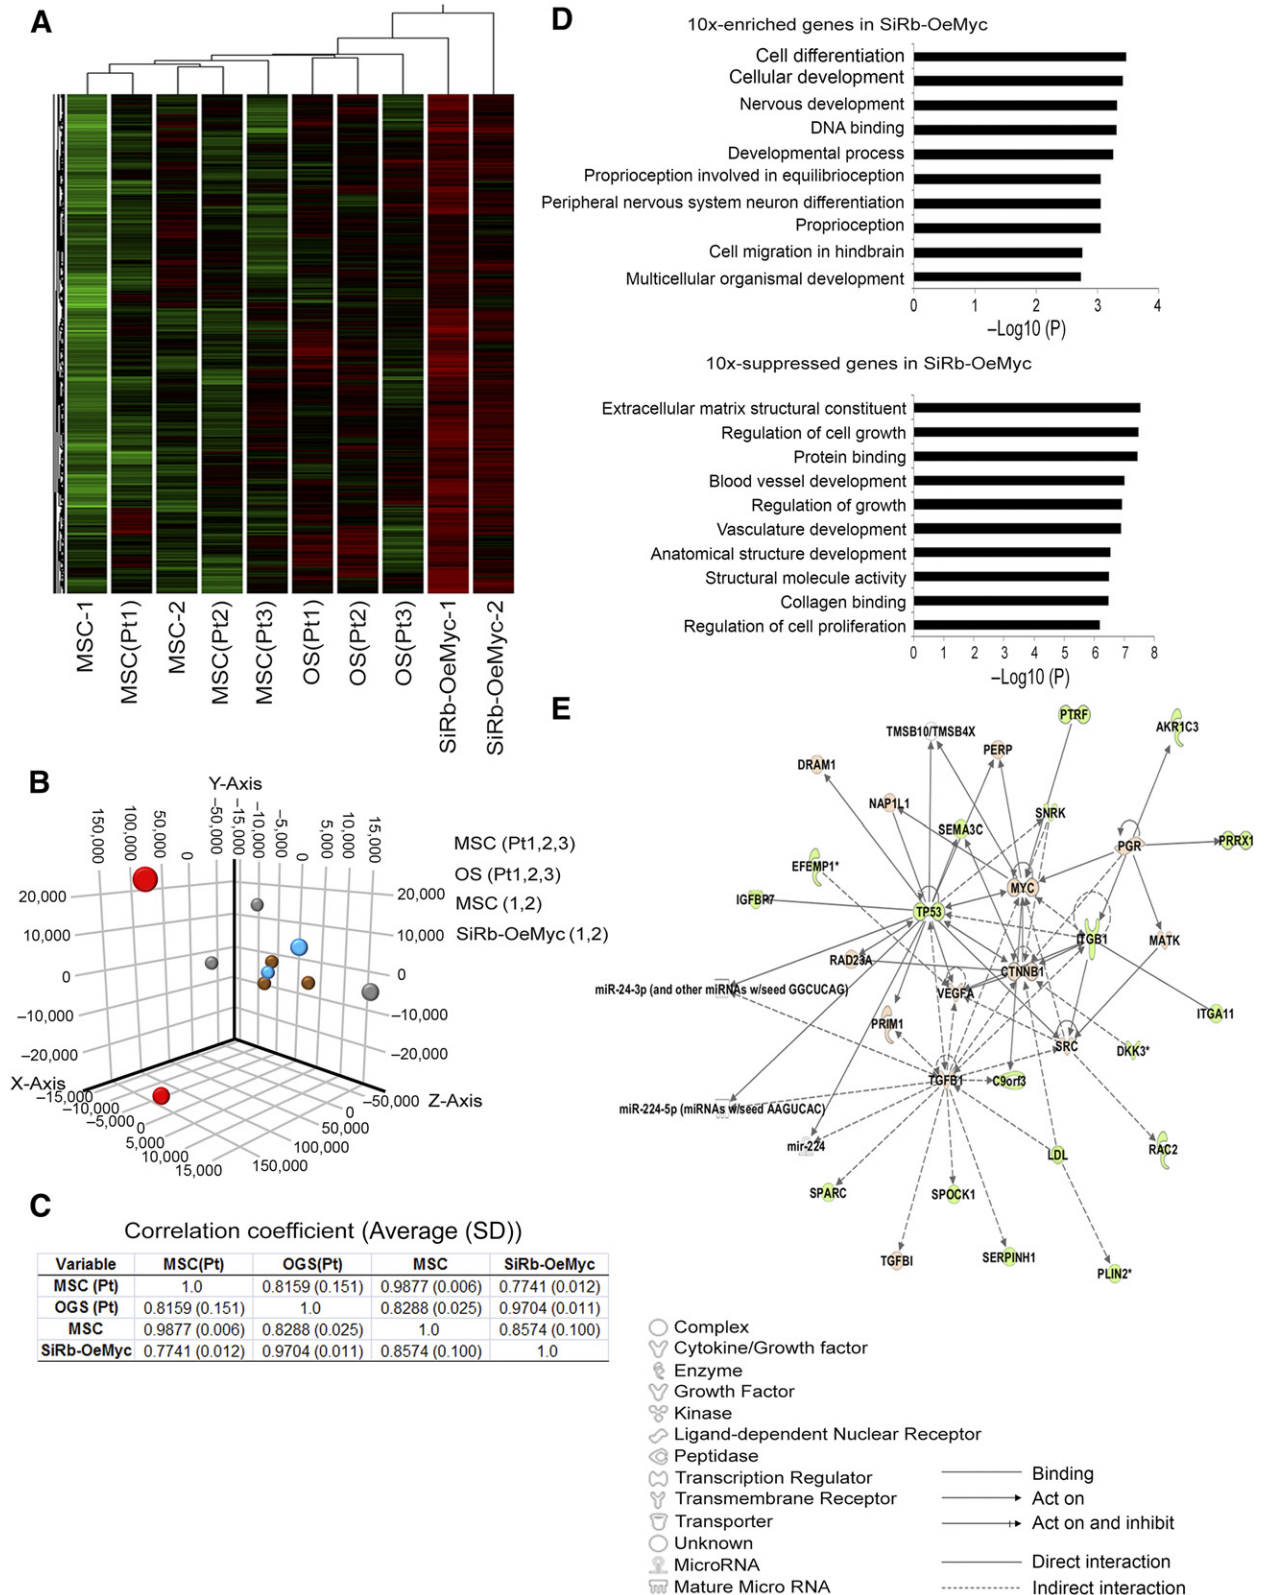 A
MSC-1
MSC(Pt1)
MSC-2
MSC(Pt2)
MSC(Pt3)
OS(Pt1)
OS(Pt2)
OS(Pt3)
SiRb-OeMyc-1
SiRb-OeMyc-2
B
Y-Axis
150,000
100,000
50,000
0
–50,000
–15,000
–10,000
–5,000
0
5,000
10,000
15,000
20,000
10,000
0
–10,000
–20,000
20,000
10,000
0
–10,000
–20,000
X-Axis
–15,000
–10,000
–5,000
0
5,000
10,000
15,000
Z-Axis
–50,000
0
50,000
100,000
150,000
MSC (Pt1,2,3)
OS (Pt1,2,3)
MSC (1,2)
SiRb-OeMyc (1,2)
C
Correlation coefficient (Average (SD))
Variable MSC(Pt) OGS(Pt) MSC SiRb-OeMyc
MSC (Pt) 1.0 0.8159 (0.151) 0.9877 (0.006) 0.7741 (0.012)
OGS (Pt) 0.8159 (0.151) 1.0 0.8288 (0.025) 0.9704 (0.011)
MSC 0.9877 (0.006) 0.8288 (0.025) 1.0 0.8574 (0.100)
SiRb-OeMyc 0.7741 (0.012) 0.9704 (0.011) 0.8574 (0.100) 1.0
D
10x-enriched genes in SiRb-OeMyc
Cell differentiation
Cellular development
Nervous development
DNA binding
Developmental process
Proprioception involved in equilibrioception
Peripheral nervous system neuron differentiation
Proprioception
Cell migration in hindbrain
Multicellular organismal development
0 1 2 3 4
–Log10 (P)
10x-suppressed genes in SiRb-OeMyc
Extracellular matrix structural constituent
Regulation of cell growth
Protein binding
Blood vessel development
Regulation of growth
Vasculature development
Anatomical structure development
Structural molecule activity
Collagen binding
Regulation of cell proliferation
0 1 2 3 4 5 6 7 8
–Log10 (P)
E
PTRF
AKR1C3
TMSB10/TMSB4X
PERP
DRAM1
NAP1L1
SNRK
SEMA3C
PGR
PRRX1
EFEMP1*
MYC
IGFBP7
TP53
ITGB1
MATK
RAD23A
CTNNB1
miR-24-3p (and other miRNAs w/seed GGCUCAG)
VEGFA
ITGA11
PRIM1
SRC
DKK3*
TGFB1
C9orf3
miR-224-5p (miRNAs w/seed AAGUCAC)
mir-224
LDL
RAC2
SPARC
SPOCK1
TGFBI
SERPINH1
PLIN2*
Complex
Cytokine/Growth factor
Enzyme
Growth Factor
Kinase
Ligand-dependent Nuclear Receptor
Peptidase
Transcription Regulator
Transmembrane Receptor
Transporter
Unknown
MicroRNA
Mature Micro RNA
Binding
Act on
Act on and inhibit
Direct interaction
Indirect interaction